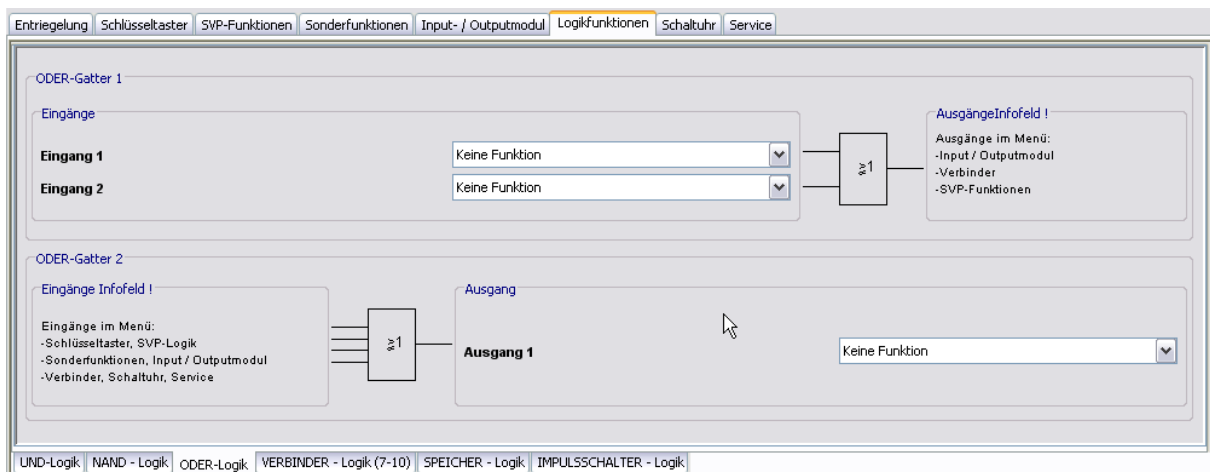 Entriegelung Schlüsseltaster SVP-Funktionen Sonderfunktionen Input- / Outputmodul Logikfunktionen Schaltuhr Service
ODER-Gatter 1
Eingänge
Eingang 1 Keine Funktion
Eingang 2 Keine Funktion
≥1
AusgängeInfofeld !
Ausgänge im Menü:
-Input / Outputmodul
-Verbinder
-SVP-Funktionen
ODER-Gatter 2
Eingänge Infofeld !
Eingänge im Menü:
-Schlüsseltaster, SVP-Logik
-Sonderfunktionen, Input / Outputmodul
-Verbinder, Schaltuhr, Service
≥1
Ausgang
Ausgang 1 Keine Funktion
UND-Logik NAND - Logik ODER-Logik VERBINDER - Logik (7-10) SPEICHER - Logik IMPULSSCHALTER - Logik